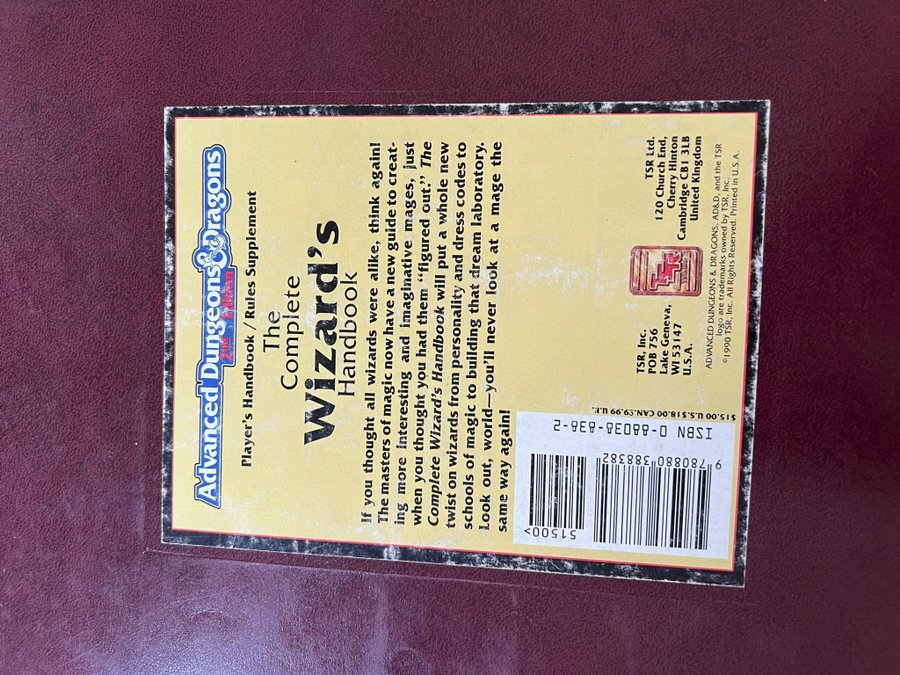 Advanced Dungeons & Dragons
2nd Edition
Player's Handbook / Rules Supplement
The
Complete
Wizard's
Handbook
If you thought all wizards were alike, think again!
The masters of magic now have a new guide to creat-
ing more interesting and imaginative mages, just
when you thought you had them "figured out." The
Complete Wizard's Handbook will put a whole new
twist on wizards from personality and dress codes to
schools of magic to building that dream laboratory.
Look out, world—you'll never look at a mage the
same way again!
TSR, Inc.
POB 756
Lake Geneva,
WI 53147
U.S.A.
TSR
TSR Ltd.
120 Church End,
Cherry Hinton
Cambridge CB1 3LB
United Kingdom
ADVANCED DUNGEONS & DRAGONS, AD&D, and the TSR
logo are trademarks owned by TSR, Inc.
©1990 TSR, Inc. All Rights Reserved. Printed in U.S.A.
$15.00 U.S. $18.00 CAN. £9.99 U.K.
ISBN 0-88038-838-2
9 780880 388382
51500>